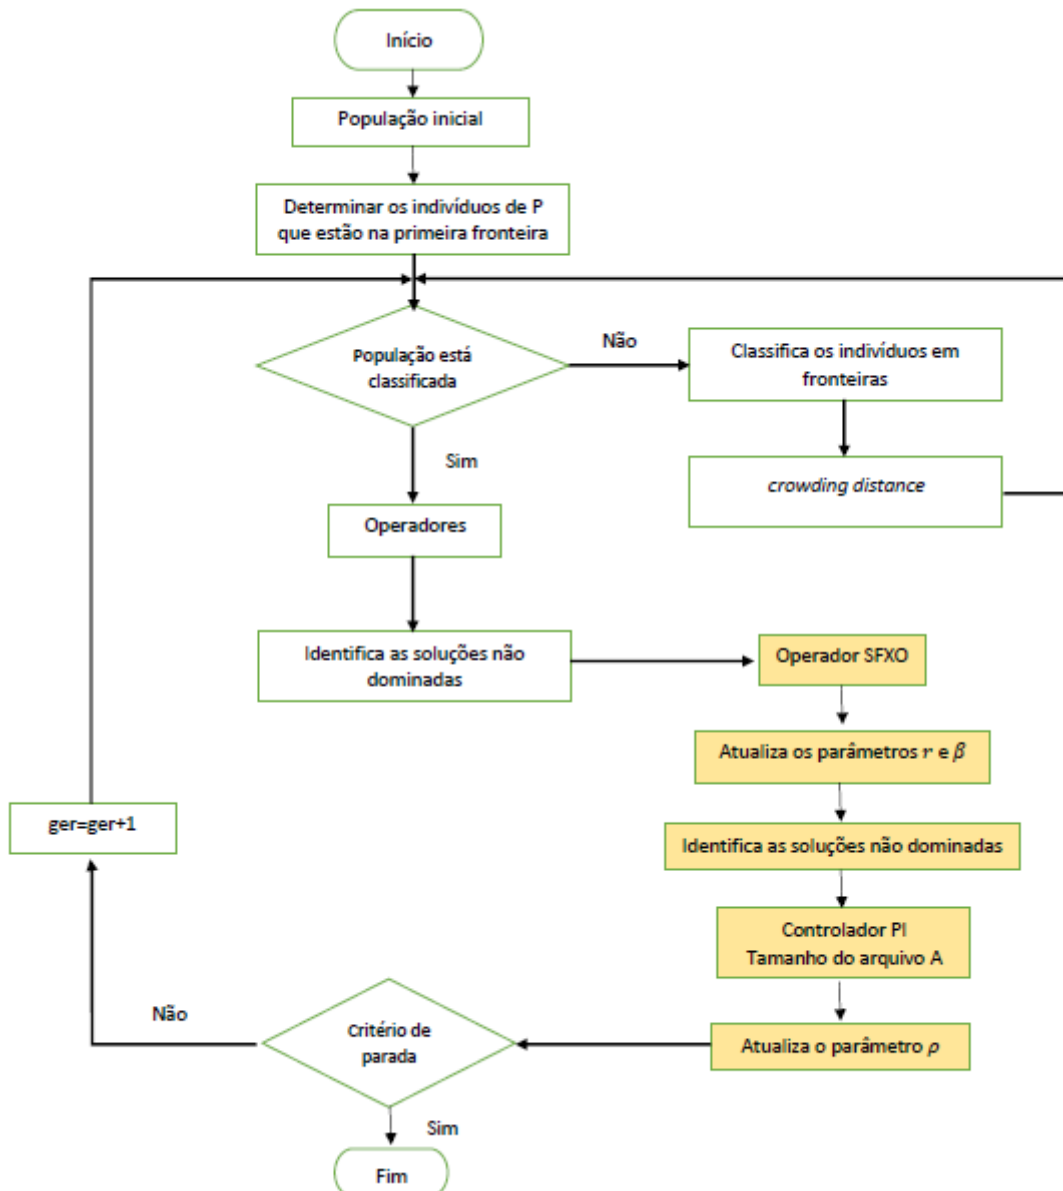 Início
População inicial
Determinar os indivíduos de P
que estão na primeira fronteira
População está
classificada
Não
Classifica os indivíduos em
fronteiras
crowding distance
Sim
Operadores
Identifica as soluções não
dominadas
Operador SFXO
Atualiza os parâmetros r e β
Identifica as soluções não dominadas
Controlador PI
Tamanho do arquivo A
Atualiza o parâmetro ρ
Critério de
parada
Não
ger=ger+1
Sim
Fim